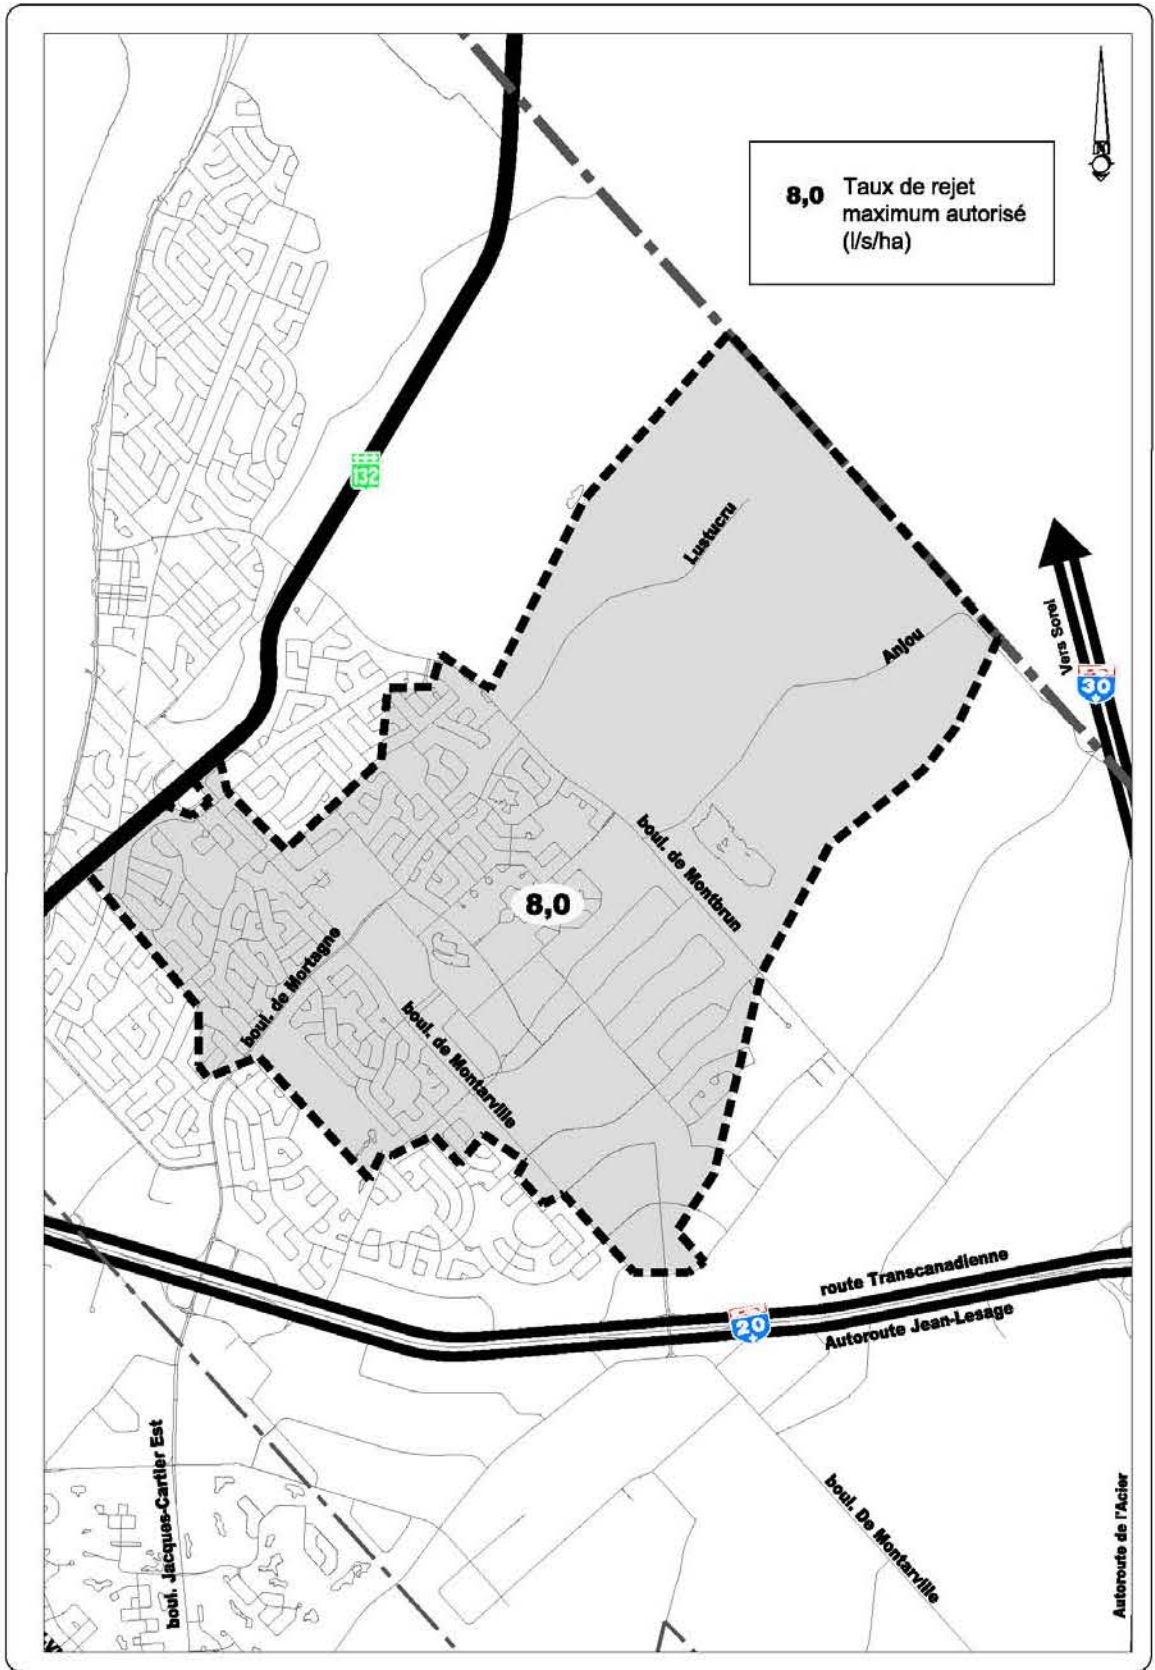 N
8,0 Taux de rejet
maximum autorisé
(l/s/ha)
132
Lustucru
Anjou
Vers Sorel
30
boul. de Montbrun
8,0
boul. de Mortagne
boul. de Montarville
route Transcanadienne
20
Autoroute Jean-Lesage
boul. Jacques-Cartier Est
boul. De Montarville
Autoroute de l'Acier